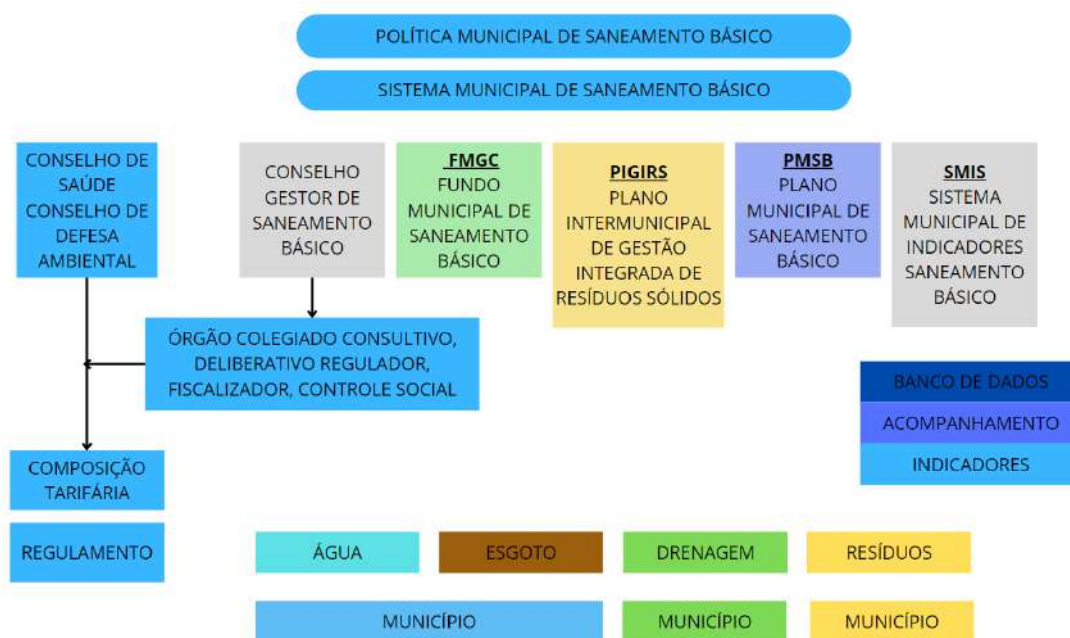 POLÍTICA MUNICIPAL DE SANEAMENTO BÁSICO
SISTEMA MUNICIPAL DE SANEAMENTO BÁSICO
CONSELHO DE
SAÚDE
CONSELHO DE
DEFESA
AMBIENTAL
CONSELHO
GESTOR DE
SANEAMENTO
BÁSICO
FMGC
FUNDO
MUNICIPAL DE
SANEAMENTO
BÁSICO
PIGIRS
PLANO
INTERMUNICIPAL
DE GESTÃO
INTEGRADA DE
RESÍDUOS SÓLIDOS
PMSB
PLANO
MUNICIPAL DE
SANEAMENTO
BÁSICO
SMIS
SISTEMA
MUNICIPAL DE
INDICADORES
SANEAMENTO
BÁSICO
ÓRGÃO COLEGIADO CONSULTIVO,
DELIBERATIVO REGULADOR,
FISCALIZADOR, CONTROLE SOCIAL
BANCO DE DADOS
ACOMPANHAMENTO
INDICADORES
COMPOSIÇÃO
TARIFÁRIA
REGULAMENTO
ÁGUA
ESGOTO
DRENAGEM
RESÍDUOS
MUNICÍPIO
MUNICÍPIO
MUNICÍPIO